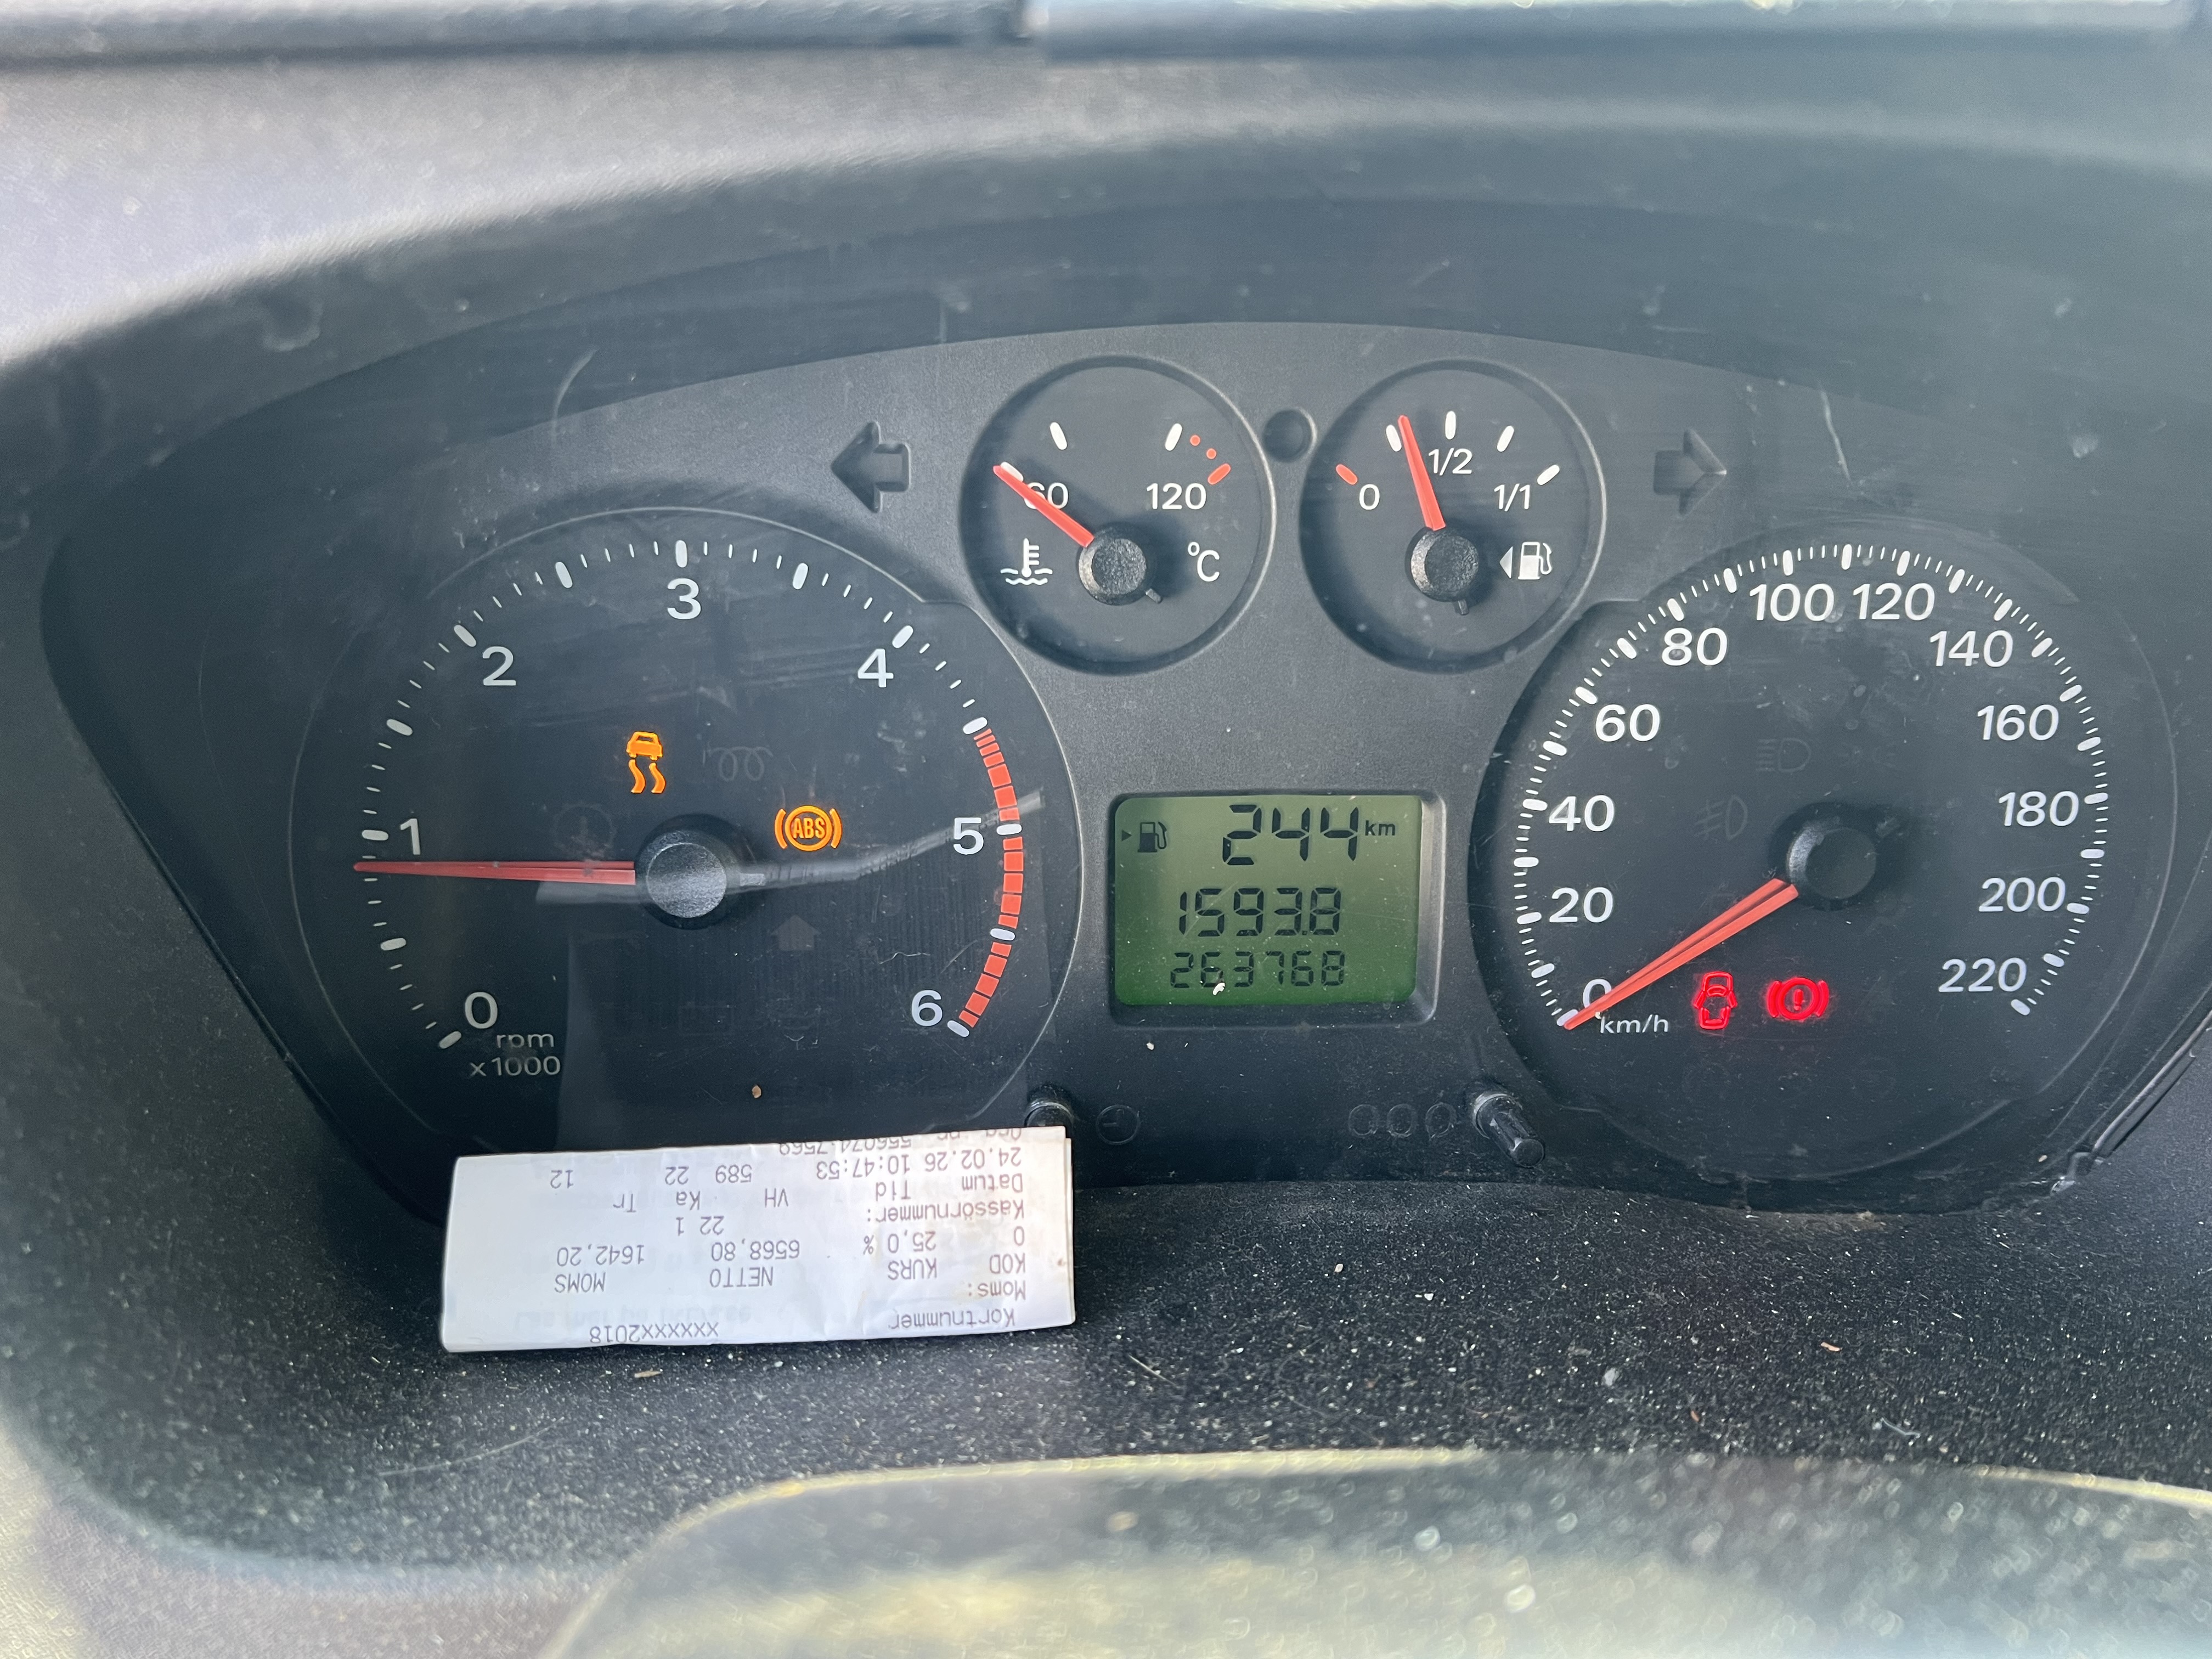 60
120
°C
0
1/2
1/1
0
1
2
3
4
5
6
rpm
x1000
ABS
244 km
1593.8
263768
0
20
40
60
80
100
120
140
160
180
200
220
km/h
Kortnummer xxxxxxx2018
Moms:
KOD KURS NETTO MOMS
0 25,0 % 6568,80 1642,20
Kassörnummer: 22 1
Datum Tid VH Ka Tr
24.02.26 10:47:53 589 22 12
Org nr 556074-7569